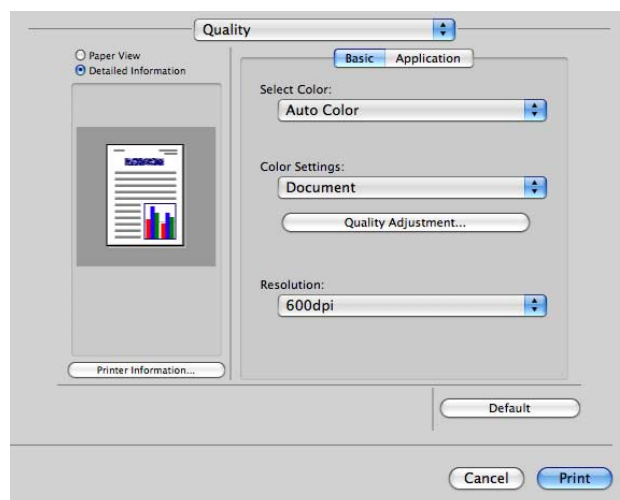 Quality
Paper View
Detailed Information
Printer Information...
Basic Application
Select Color:
Auto Color
Color Settings:
Document
Quality Adjustment...
Resolution:
600dpi
Default
Cancel Print